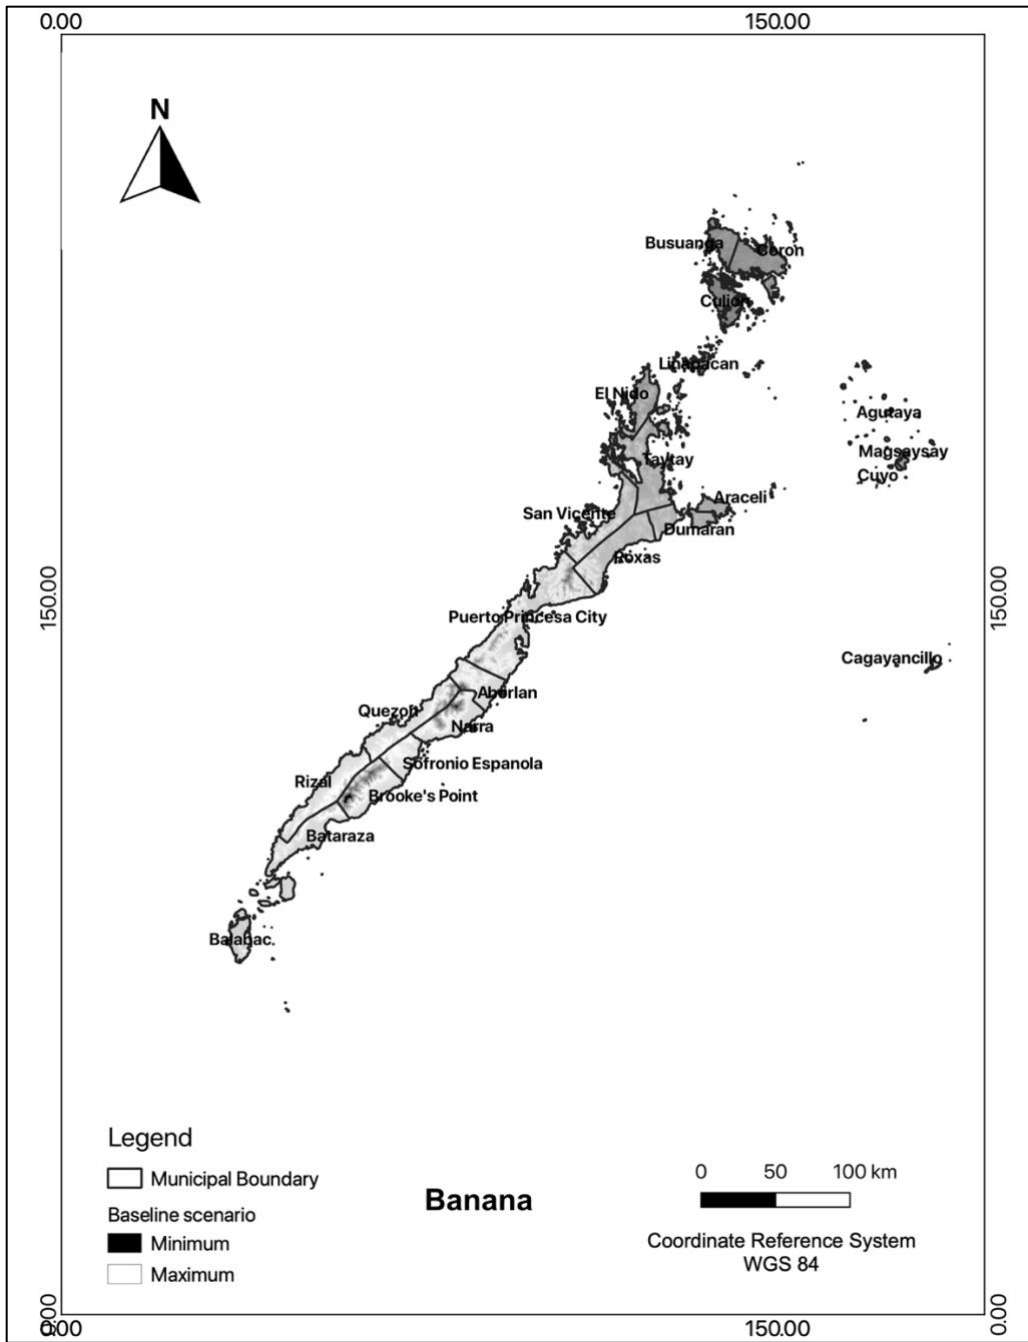 0.00 150.00
N
Busuanga
Coron
Culion
Linapacan
El Nido
Agutaya
Taytay
Magsaysay
Cuyo
Araceli
San Vicente
Dumaran
Roxas
150.00 150.00
Puerto Princesa City
Cagayancillo
Aborlan
Quezon
Narra
Sofronio Espanola
Rizal
Brooke's Point
Bataraza
Balabac
Legend
Municipal Boundary
Baseline scenario
Minimum
Maximum
Banana
0 50 100 km
Coordinate Reference System
WGS 84
0.00 0.00
0.00 150.00